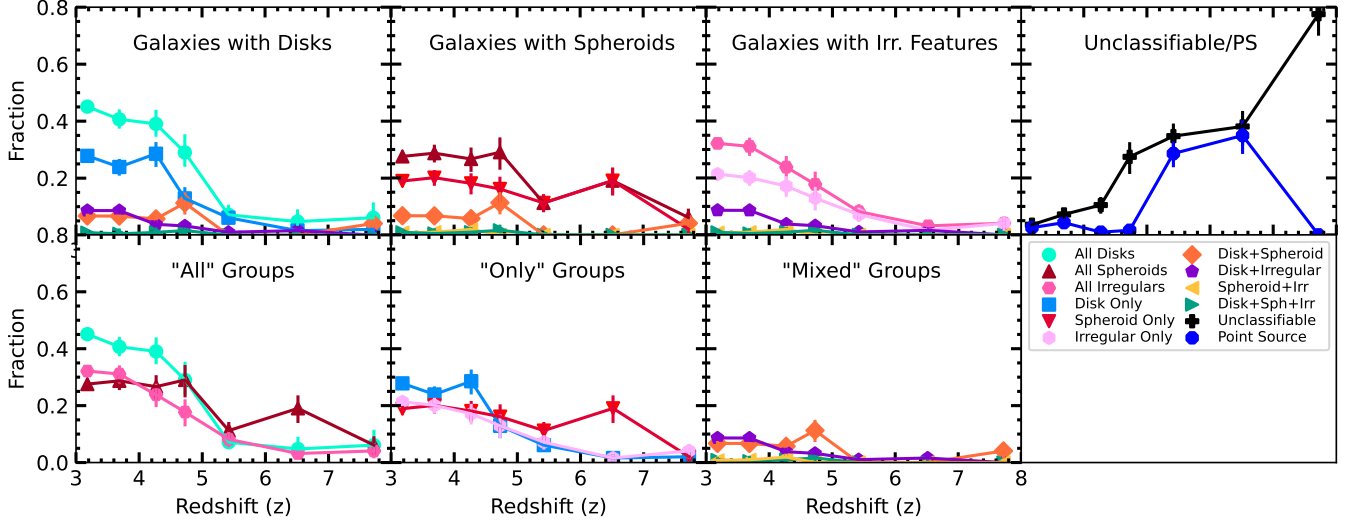 0.8
Galaxies with Disks
Galaxies with Spheroids
Galaxies with Irr. Features
Unclassifiable/PS
0.6
0.4
0.2
Fraction
0.8
"All" Groups
"Only" Groups
"Mixed" Groups
0.6
0.4
0.2
0.0
Fraction
All Disks
All Spheroids
All Irregulars
Disk Only
Spheroid Only
Irregular Only
Disk+Spheroid
Disk+Irregular
Spheroid+Irr
Disk+Sph+Irr
Unclassifiable
Point Source
3 4 5 6 7 3 4 5 6 7 3 4 5 6 7 8
Redshift (z)
Redshift (z)
Redshift (z)